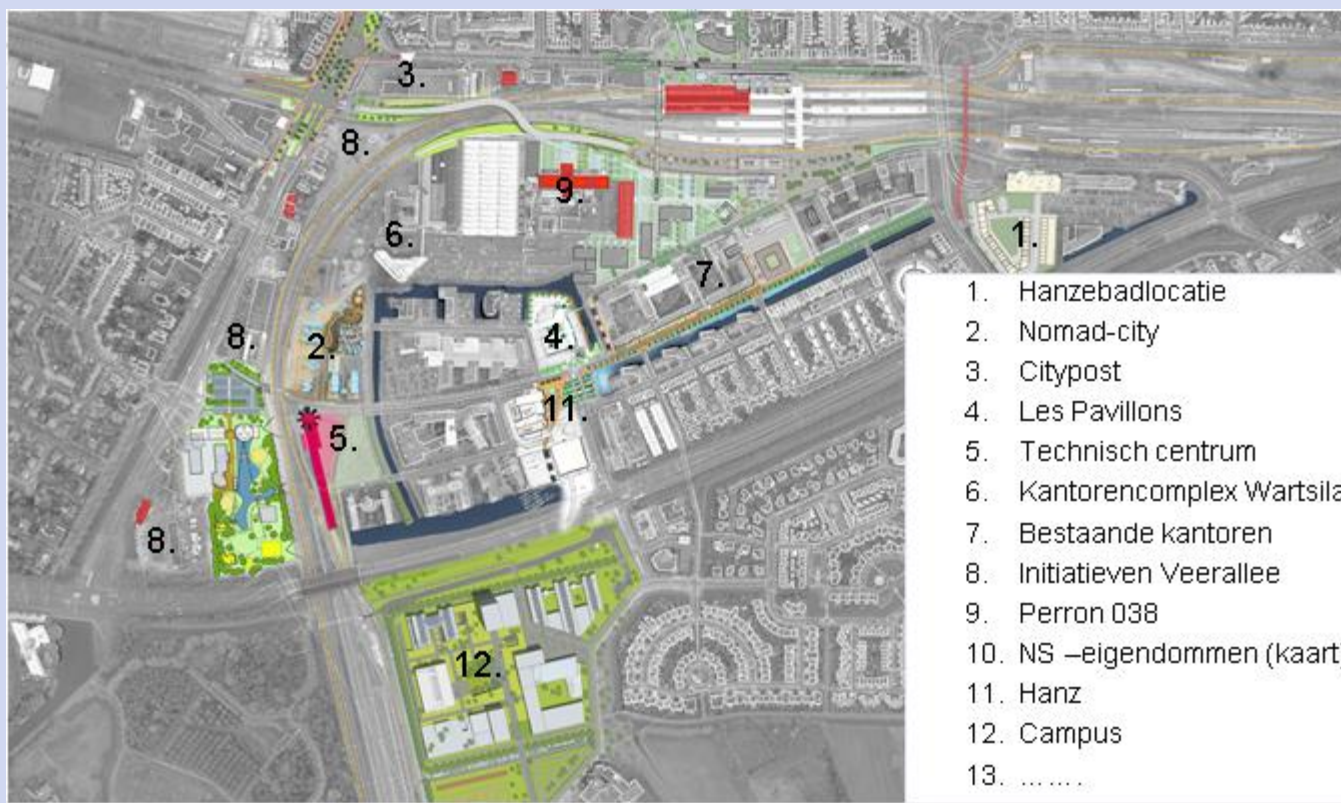 3.
8.
9.
6.
1.
7.
8.
2.
4.
11.
5.
8.
12.
1. Hanzebadlocatie
2. Nomad-city
3. Citypost
4. Les Pavillons
5. Technisch centrum
6. Kantorencomplex Wartsila
7. Bestaande kantoren
8. Initiatieven Veerallee
9. Perron 038
10. NS –eigendommen (kaart
11. Hanz
12. Campus
13. .......